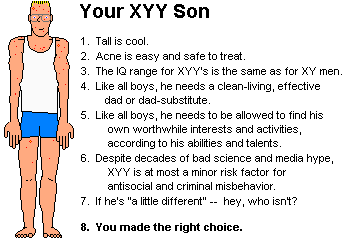 Your XYY Son
1. Tall is cool.
2. Acne is easy and safe to treat.
3. The IQ range for XYY's is the same as for XY men.
4. Like all boys, he needs a clean-living, effective
dad or dad-substitute.
5. Like all boys, he needs to be allowed to find his
own worthwhile interests and activities,
according to his abilities and talents.
6. Despite decades of bad science and media hype,
XYY is at most a minor risk factor for
antisocial and criminal misbehavior.
7. If he's "a little different" -- hey, who isn't?
8. You made the right choice.